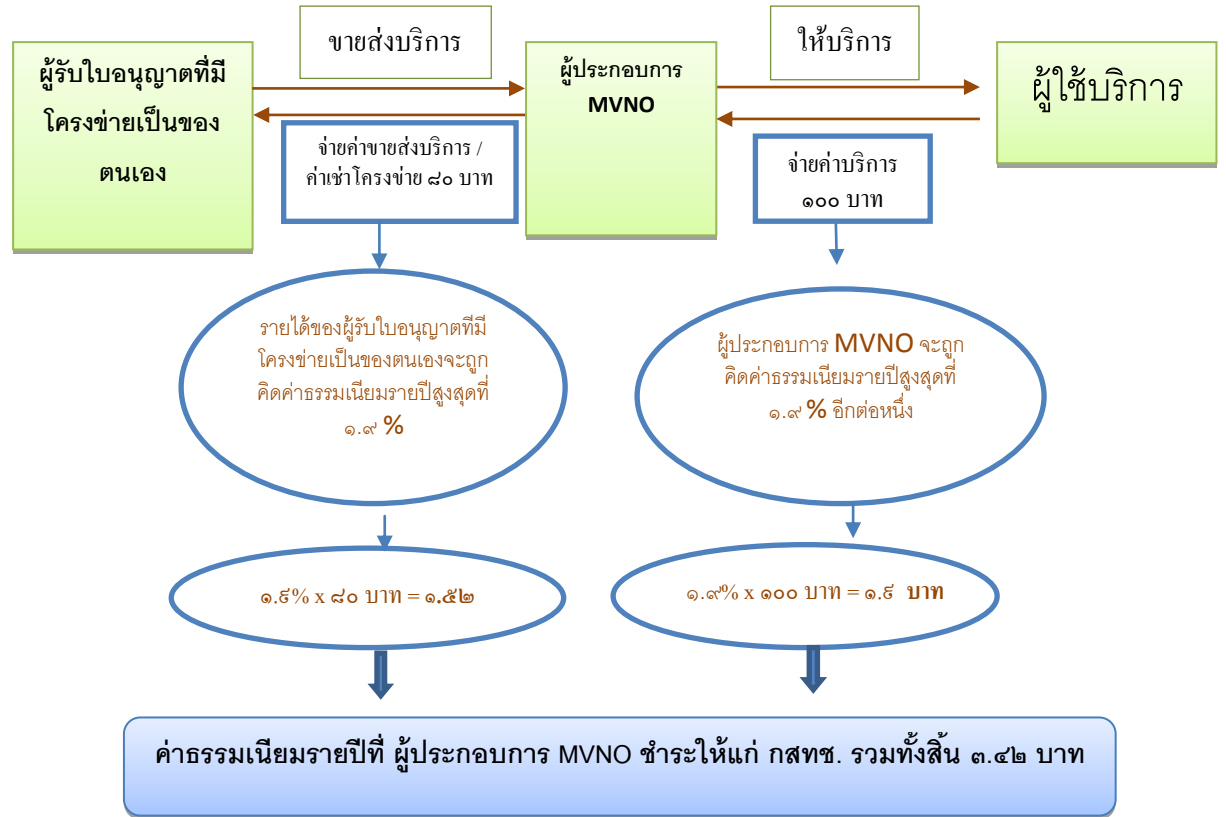 ขายส่งบริการ
ให้บริการ
ผู้รับใบอนุญาตที่มี
โครงข่ายเป็นของ
ตนเอง
ผู้ประกอบการ
MVNO
ผู้ใช้บริการ
จ่ายค่าขายส่งบริการ /
ค่าเช่าโครงข่าย ๘๐ บาท
จ่ายค่าบริการ
๑๐๐ บาท
รายได้ของผู้รับใบอนุญาตที่มี
โครงข่ายเป็นของตนเองจะถูก
คิดค่าธรรมเนียมรายปีสูงสุดที่
๑.๙ %
ผู้ประกอบการ MVNO จะถูก
คิดค่าธรรมเนียมรายปีสูงสุดที่
๑.๙ % อีกต่อหนึ่ง
๑.๙% x ๘๐ บาท = ๑.๕๒
๑.๙% x ๑๐๐ บาท = ๑.๙ บาท
ค่าธรรมเนียมรายปีที่ ผู้ประกอบการ MVNO ชำระให้แก่ กสทช. รวมทั้งสิ้น ๓.๔๒ บาท